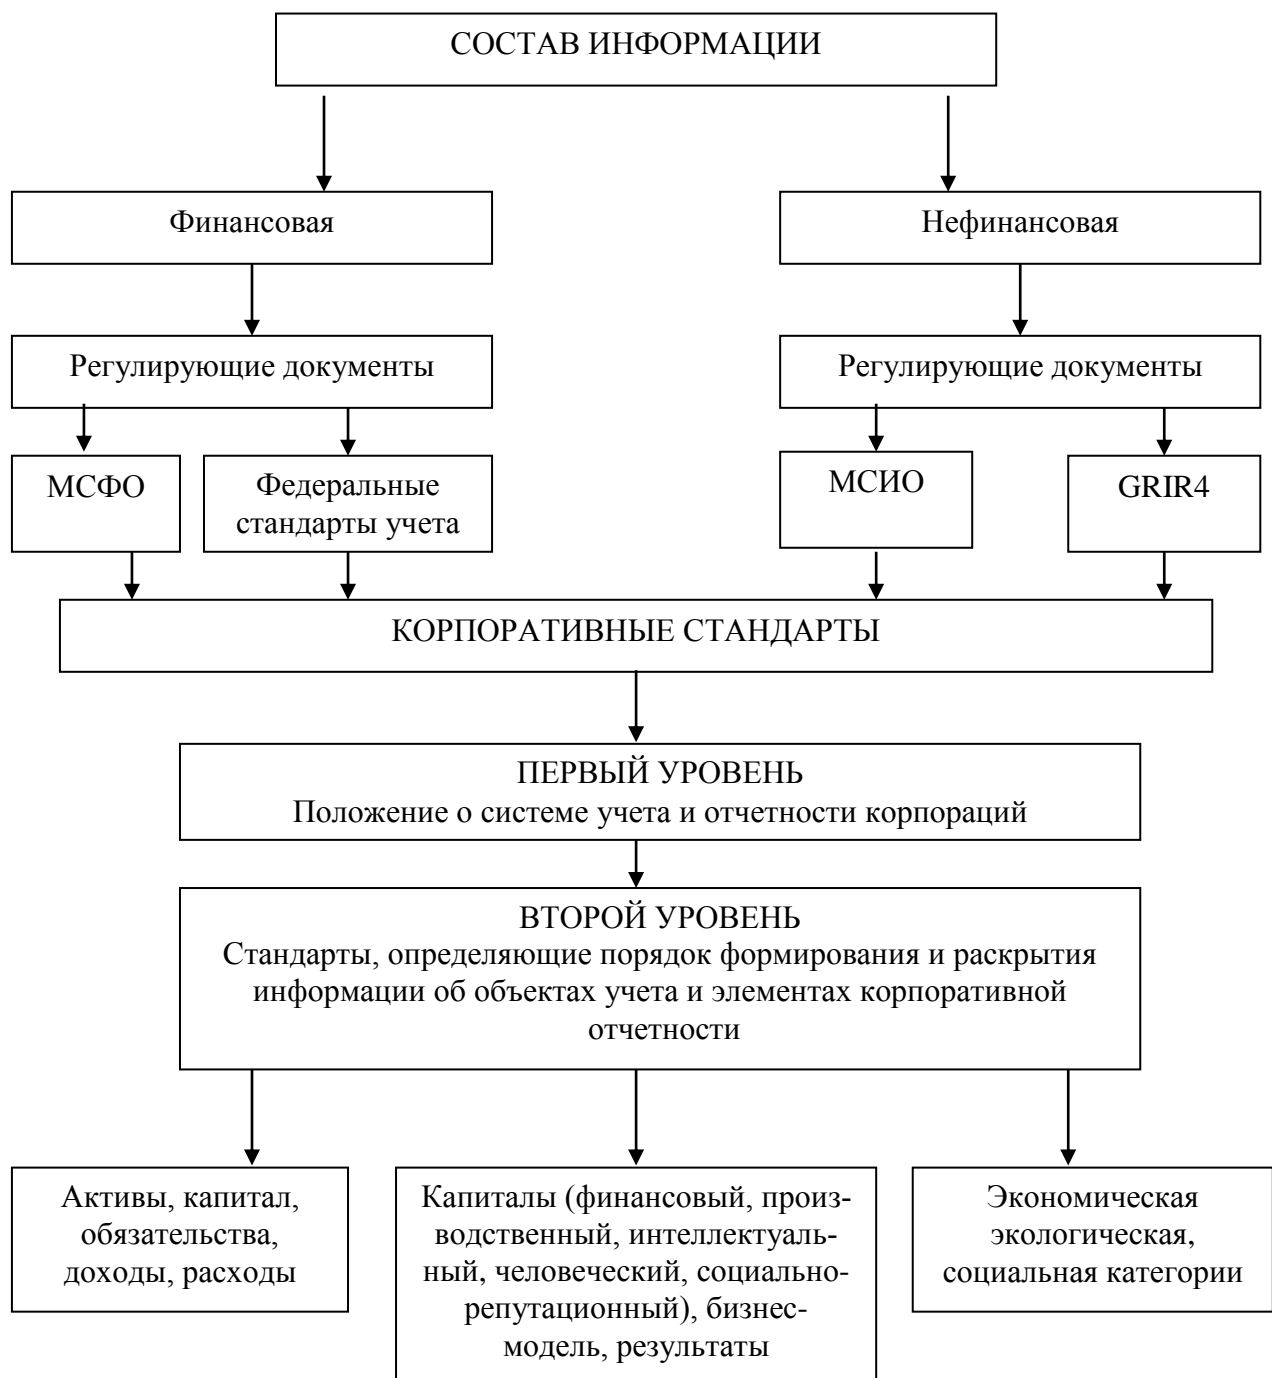 СОСТАВ ИНФОРМАЦИИ
Финансовая
Нефинансовая
Регулирующие документы
Регулирующие документы
МСФО
Федеральные
стандарты учета
МСИО
GRIR4
КОРПОРАТИВНЫЕ СТАНДАРТЫ
ПЕРВЫЙ УРОВЕНЬ
Положение о системе учета и отчетности корпораций
ВТОРОЙ УРОВЕНЬ
Стандарты, определяющие порядок формирования и раскрытия
информации об объектах учета и элементах корпоративной
отчетности
Активы, капитал,
обязательства,
доходы, расходы
Капиталы (финансовый, произ-
водственный, интеллектуаль-
ный, человеческий, социально-
репутационный), бизнес-
модель, результаты
Экономическая
экологическая,
социальная категории